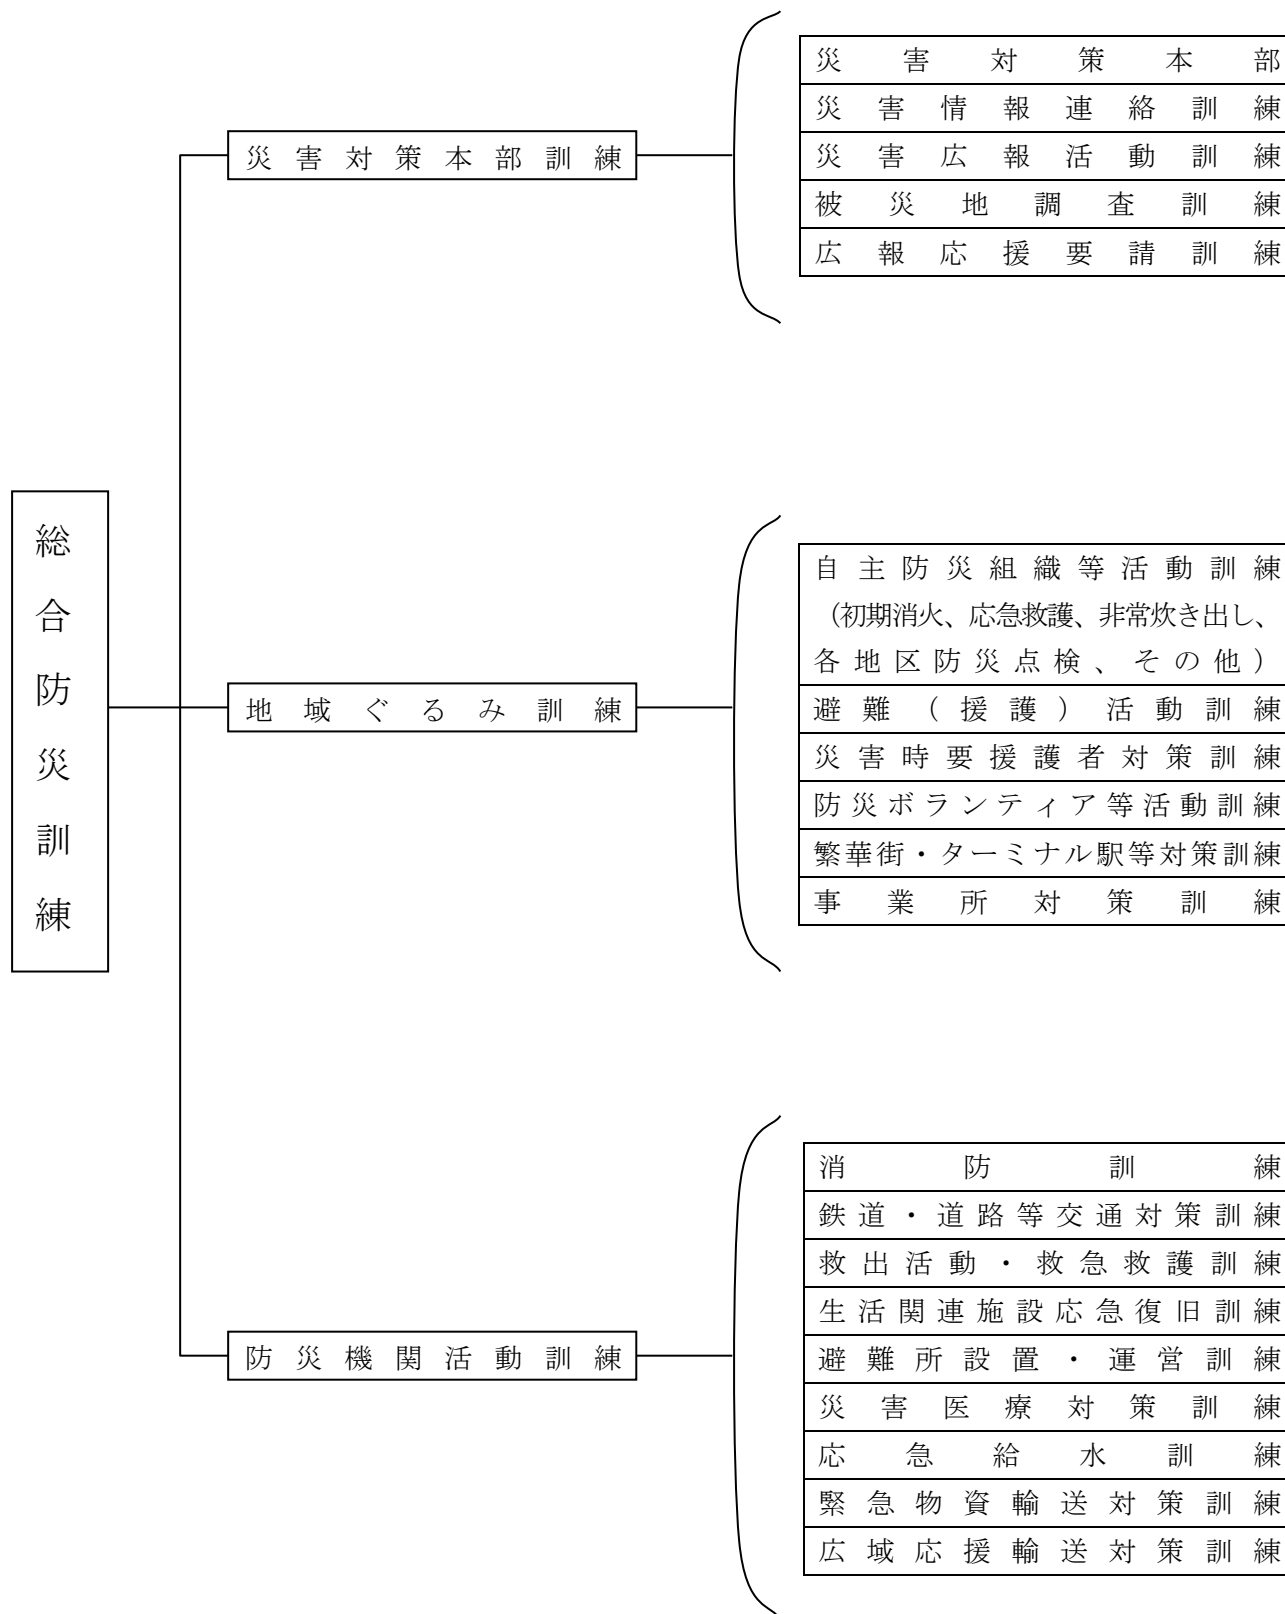 総合防災訓練
災害対策本部訓練
災害対策本部
災害情報連絡訓練
災害広報活動訓練
被災地調査訓練
広報応援要請訓練
地域ぐるみ訓練
自主防災組織等活動訓練
（初期消火、応急救護、非常炊き出し、
各地区防災点検、その他）
避難（援護）活動訓練
災害時要援護者対策訓練
防災ボランティア等活動訓練
繁華街・ターミナル駅等対策訓練
事業所対策訓練
防災機関活動訓練
消防訓練
鉄道・道路等交通対策訓練
救出活動・救急救護訓練
生活関連施設応急復旧訓練
避難所設置・運営訓練
災害医療対策訓練
応急給水訓練
緊急物資輸送対策訓練
広域応援輸送対策訓練